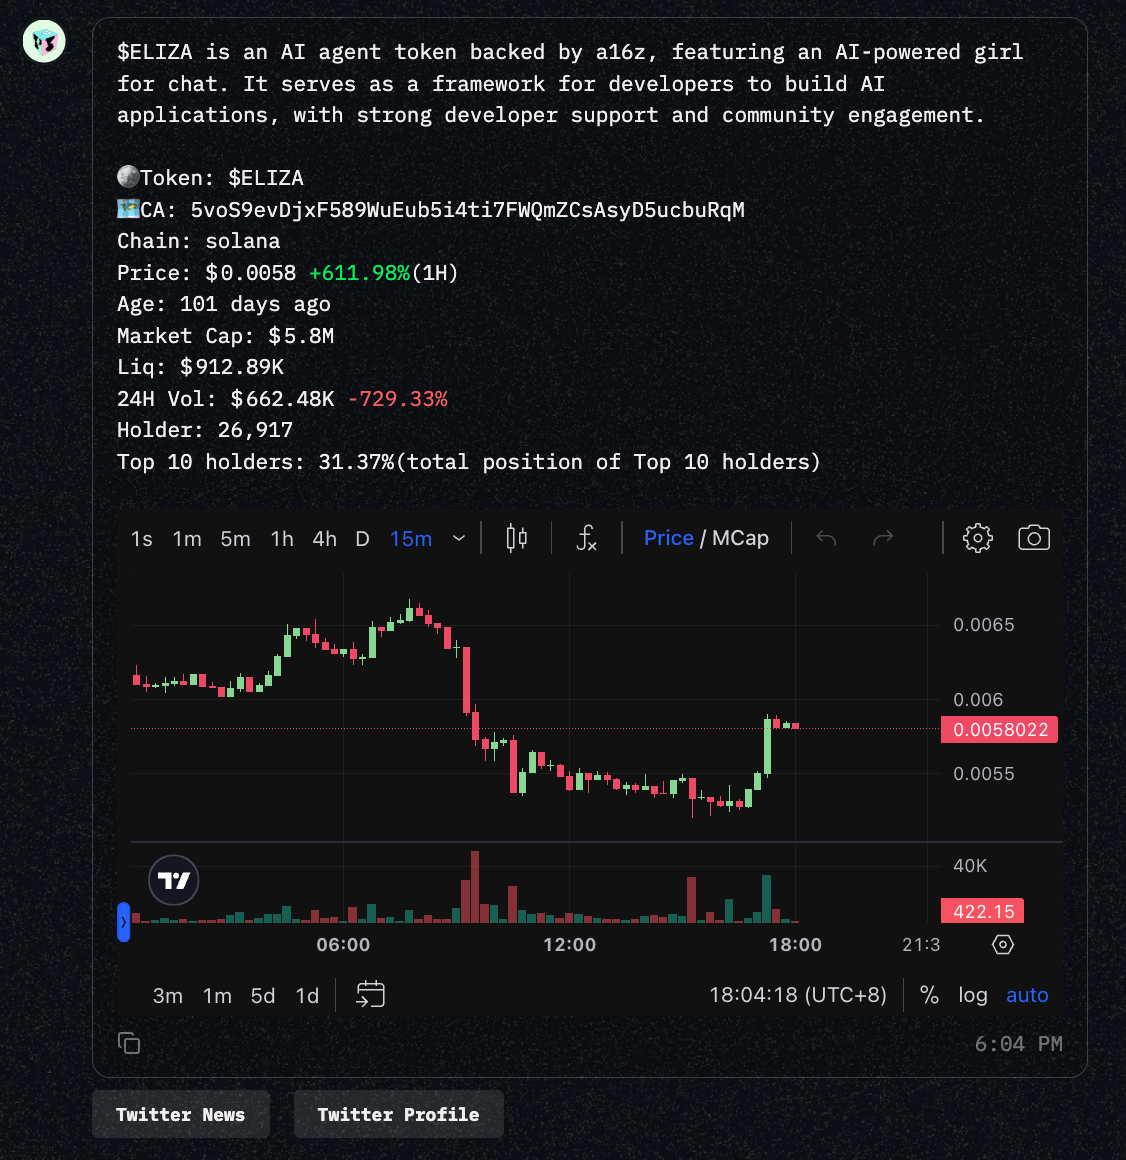 $ELIZA is an AI agent token backed by a16z, featuring an AI-powered girl
for chat. It serves as a framework for developers to build AI
applications, with strong developer support and community engagement.
Token: $ELIZA
CA: 5voS9evDjxF589WuEub5i4ti7FWQmZCsAsyD5ucbuRqM
Chain: solana
Price: $0.0058 +611.98%(1H)
Age: 101 days ago
Market Cap: $5.8M
Liq: $912.89K
24H Vol: $662.48K -729.33%
Holder: 26,917
Top 10 holders: 31.37%(total position of Top 10 holders)
1s 1m 5m 1h 4h D 15m fx Price / MCap
0.0065
0.006
0.0058022
0.0055
40K
422.15
06:00 12:00 18:00 21:3
3m 1m 5d 1d 18:04:18 (UTC+8) % log auto
6:04 PM
Twitter News Twitter Profile